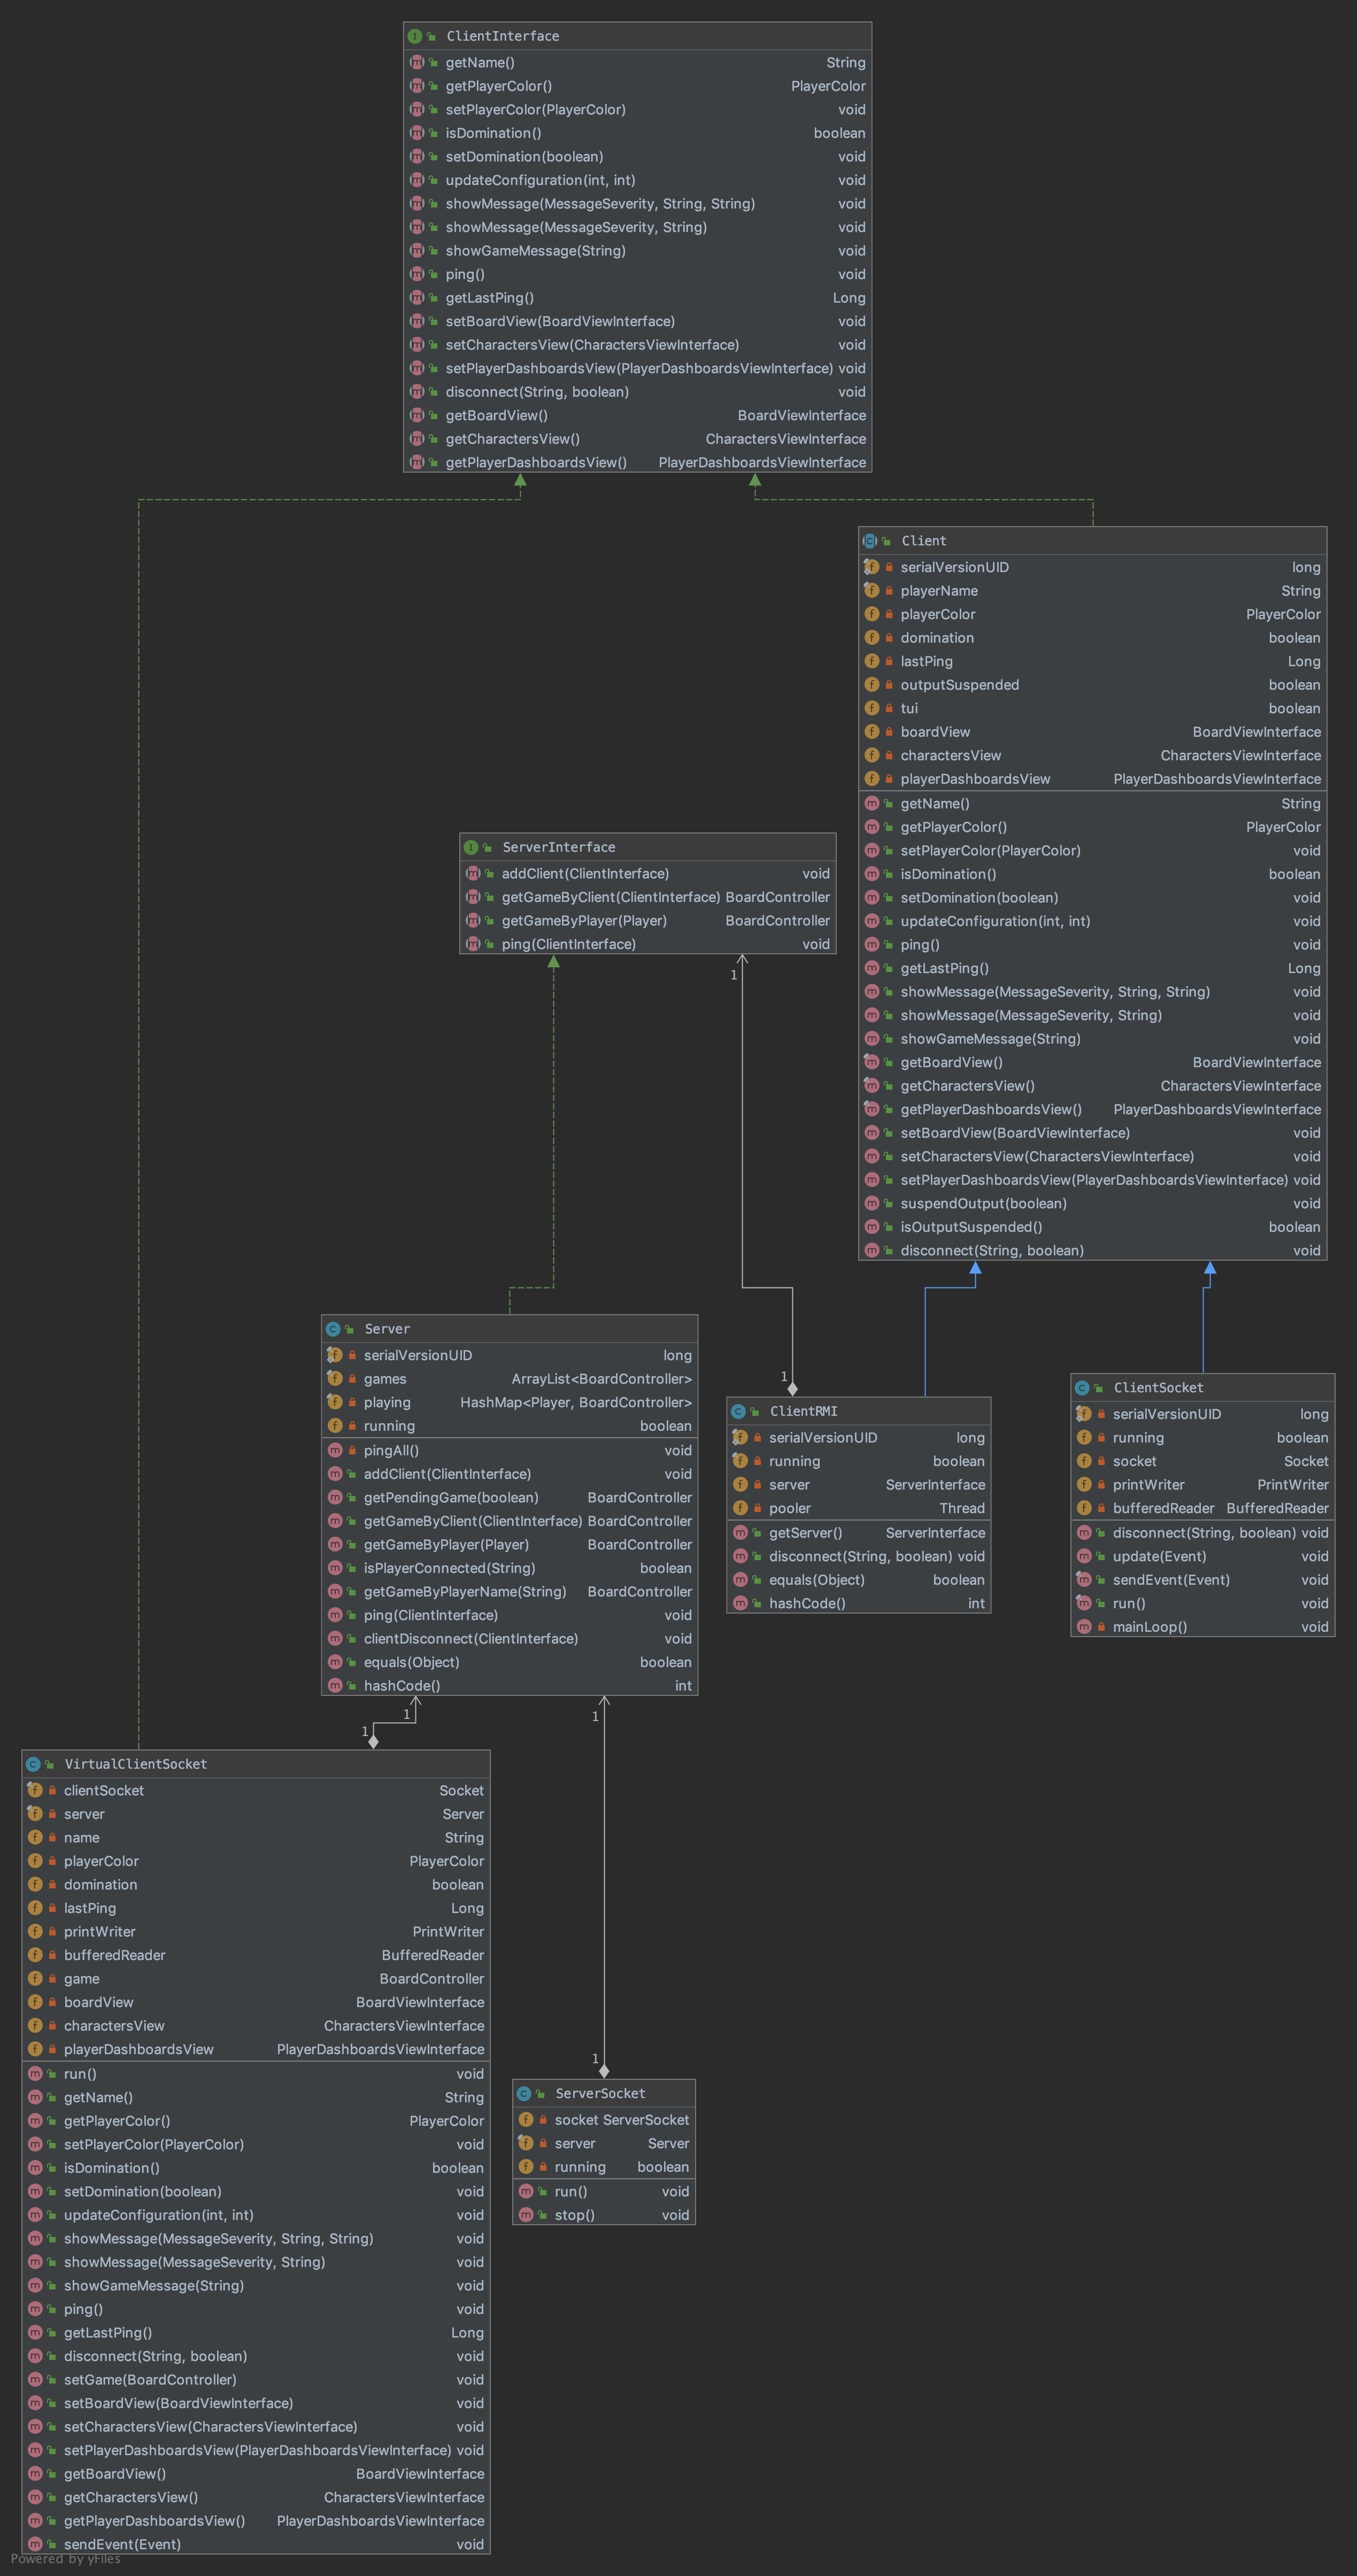 ClientInterface
getName() String
getPlayerColor() PlayerColor
setPlayerColor(PlayerColor) void
isDomination() boolean
setDomination(boolean) void
updateConfiguration(int, int) void
showMessage(MessageSeverity, String, String) void
showMessage(MessageSeverity, String) void
showGameMessage(String) void
ping() void
getLastPing() Long
setBoardView(BoardViewInterface) void
setCharactersView(CharactersViewInterface) void
setPlayerDashboardsView(PlayerDashboardsViewInterface) void
disconnect(String, boolean) void
getBoardView() BoardViewInterface
getCharactersView() CharactersViewInterface
getPlayerDashboardsView() PlayerDashboardsViewInterface
Client
serialVersionUID long
playerName String
playerColor PlayerColor
domination boolean
lastPing Long
outputSuspended boolean
tui boolean
boardView BoardViewInterface
charactersView CharactersViewInterface
playerDashboardsView PlayerDashboardsViewInterface
getName() String
getPlayerColor() PlayerColor
setPlayerColor(PlayerColor) void
isDomination() boolean
setDomination(boolean) void
updateConfiguration(int, int) void
ping() void
getLastPing() Long
showMessage(MessageSeverity, String, String) void
showMessage(MessageSeverity, String) void
showGameMessage(String) void
getBoardView() BoardViewInterface
getCharactersView() CharactersViewInterface
getPlayerDashboardsView() PlayerDashboardsViewInterface
setBoardView(BoardViewInterface) void
setCharactersView(CharactersViewInterface) void
setPlayerDashboardsView(PlayerDashboardsViewInterface) void
suspendOutput(boolean) void
isOutputSuspended() boolean
disconnect(String, boolean) void
ServerInterface
addClient(ClientInterface) void
getGameByClient(ClientInterface) BoardController
getGameByPlayer(Player) BoardController
ping(ClientInterface) void
1
1
Server
serialVersionUID long
games ArrayList<BoardController>
playing HashMap<Player, BoardController>
running boolean
pingAll() void
addClient(ClientInterface) void
getPendingGame(boolean) BoardController
getGameByClient(ClientInterface) BoardController
getGameByPlayer(Player) BoardController
isPlayerConnected(String) boolean
getGameByPlayerName(String) BoardController
ping(ClientInterface) void
clientDisconnect(ClientInterface) void
equals(Object) boolean
hashCode() int
ClientRMI
serialVersionUID long
running boolean
server ServerInterface
pooler Thread
getServer() ServerInterface
disconnect(String, boolean) void
equals(Object) boolean
hashCode() int
ClientSocket
serialVersionUID long
running boolean
socket Socket
printWriter PrintWriter
bufferedReader BufferedReader
disconnect(String, boolean) void
update(Event) void
sendEvent(Event) void
run() void
mainLoop() void
1
1
1
1
VirtualClientSocket
clientSocket Socket
server Server
name String
playerColor PlayerColor
domination boolean
lastPing Long
printWriter PrintWriter
bufferedReader BufferedReader
game BoardController
boardView BoardViewInterface
charactersView CharactersViewInterface
playerDashboardsView PlayerDashboardsViewInterface
run() void
getName() String
getPlayerColor() PlayerColor
setPlayerColor(PlayerColor) void
isDomination() boolean
setDomination(boolean) void
updateConfiguration(int, int) void
showMessage(MessageSeverity, String, String) void
showMessage(MessageSeverity, String) void
showGameMessage(String) void
ping() void
getLastPing() Long
disconnect(String, boolean) void
setGame(BoardController) void
setBoardView(BoardViewInterface) void
setCharactersView(CharactersViewInterface) void
setPlayerDashboardsView(PlayerDashboardsViewInterface) void
getBoardView() BoardViewInterface
getCharactersView() CharactersViewInterface
getPlayerDashboardsView() PlayerDashboardsViewInterface
sendEvent(Event) void
ServerSocket
socket ServerSocket
server Server
running boolean
run() void
stop() void
Powered by yFiles